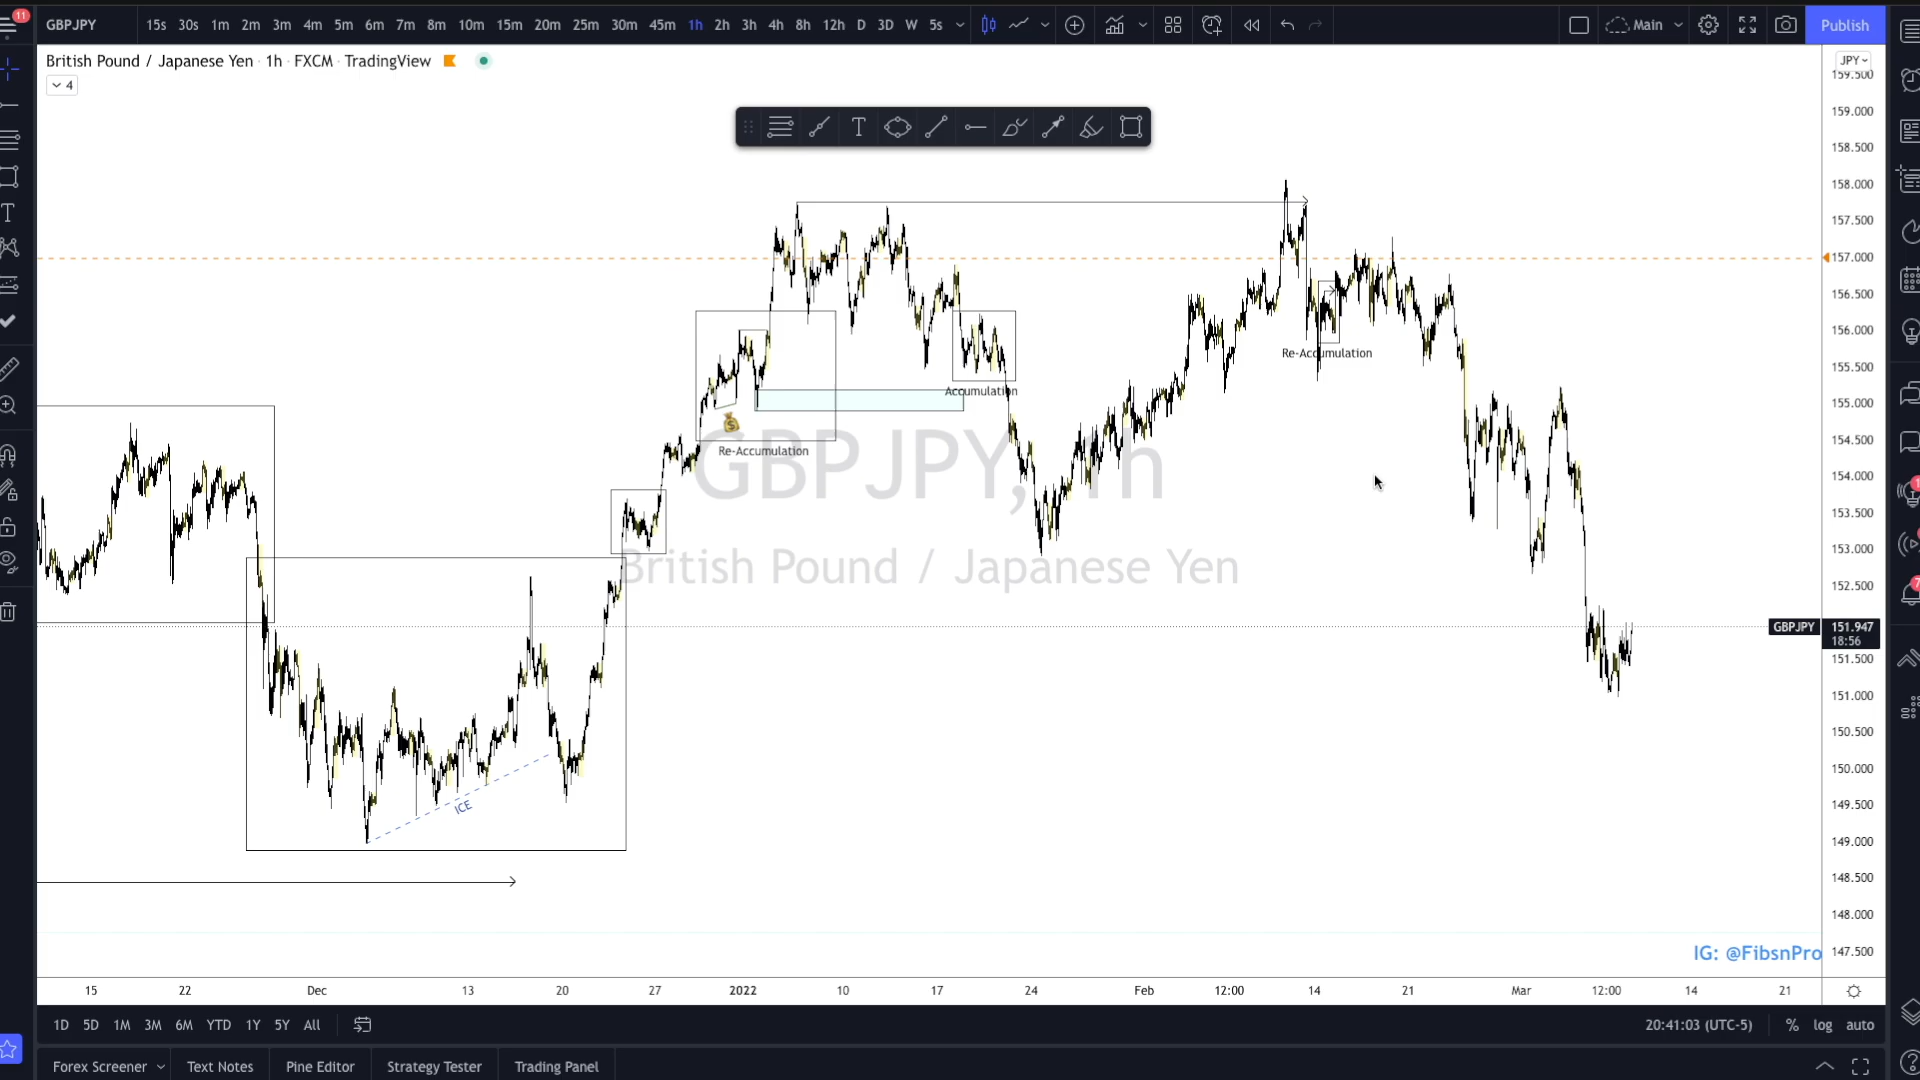 11
GBPJPY 15s 30s 1m 2m 3m 4m 5m 6m 7m 8m 10m 15m 20m 25m 30m 45m 1h 2h 3h 4h 8h 12h D 3D W 5s Main Publish
British Pound / Japanese Yen · 1h · FXCM · TradingView
4
JPY
159.500
159.000
158.500
158.000
157.500
157.000
156.500
156.000
155.500
155.000
154.500
154.000
153.500
153.000
152.500
GBPJPY 151.947
18:56
151.500
151.000
150.500
150.000
149.500
149.000
148.500
148.000
147.500
Re-Accumulation
Accumulation
Re-Accumulation
GBPJPY, 1h
British Pound / Japanese Yen
ICE
IG: @FibsnPro
15 22 Dec 13 20 27 2022 10 17 24 Feb 12:00 14 21 Mar 12:00 14 21
1D 5D 1M 3M 6M YTD 1Y 5Y All 20:41:03 (UTC-5) % log auto
Forex Screener Text Notes Pine Editor Strategy Tester Trading Panel